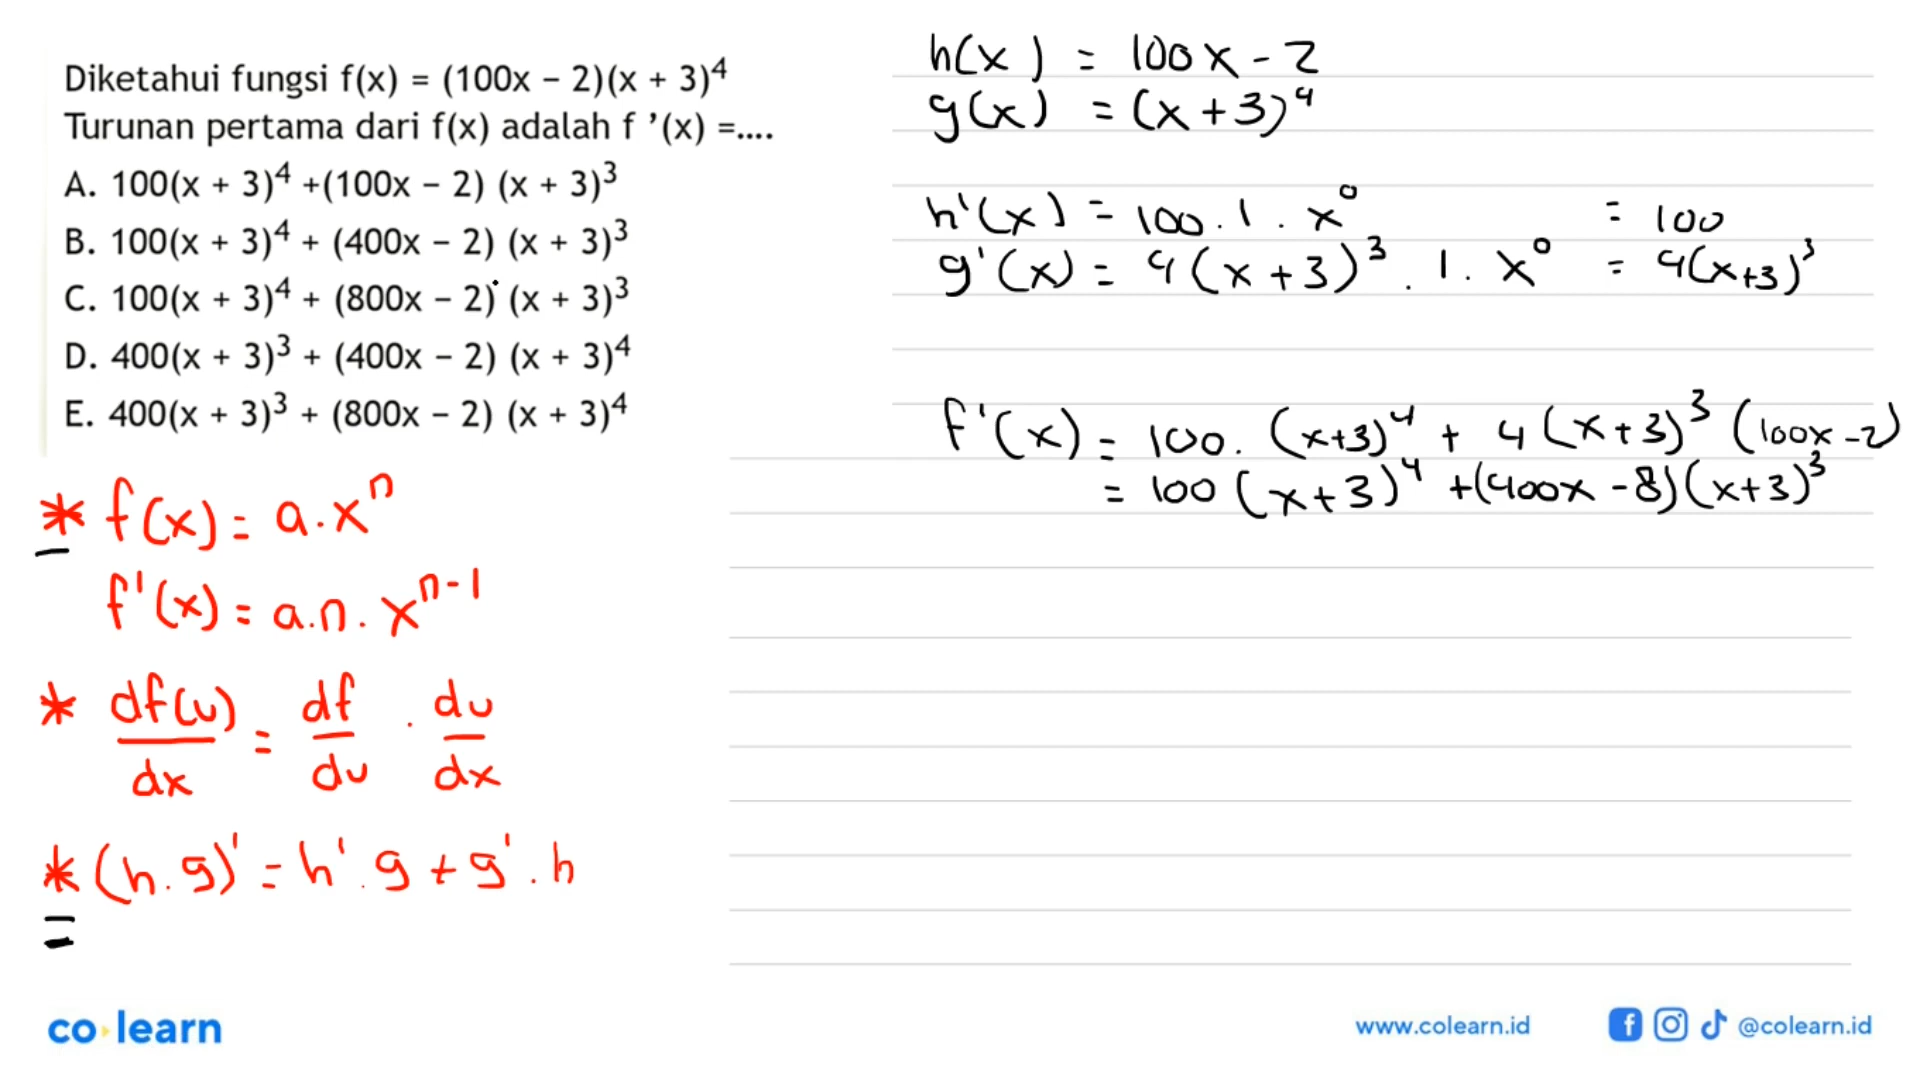 Diketahui fungsi f(x) = (100x − 2)(x + 3)⁴
Turunan pertama dari f(x) adalah f ’(x) =....
A. 100(x + 3)⁴ +(100x − 2) (x + 3)³
B. 100(x + 3)⁴ + (400x − 2) (x + 3)³
C. 100(x + 3)⁴ + (800x − 2) (x + 3)³
D. 400(x + 3)³ + (400x − 2) (x + 3)⁴
E. 400(x + 3)³ + (800x − 2) (x + 3)⁴
* f(x) = a.xⁿ
f'(x) = a.n.xⁿ⁻¹
* df(u)/dx = df/du . du/dx
* (h.g)' = h'.g + g'.h
h(x) = 100x - 2
g(x) = (x+3)⁴
h'(x) = 100.1.x⁰ = 100
g'(x) = 4(x+3)³.1.x⁰ = 4(x+3)³
f'(x) = 100.(x+3)⁴ + 4(x+3)³(100x-2)
= 100(x+3)⁴ +(400x-8)(x+3)³
co learn
www.colearn.id
@colearn.id